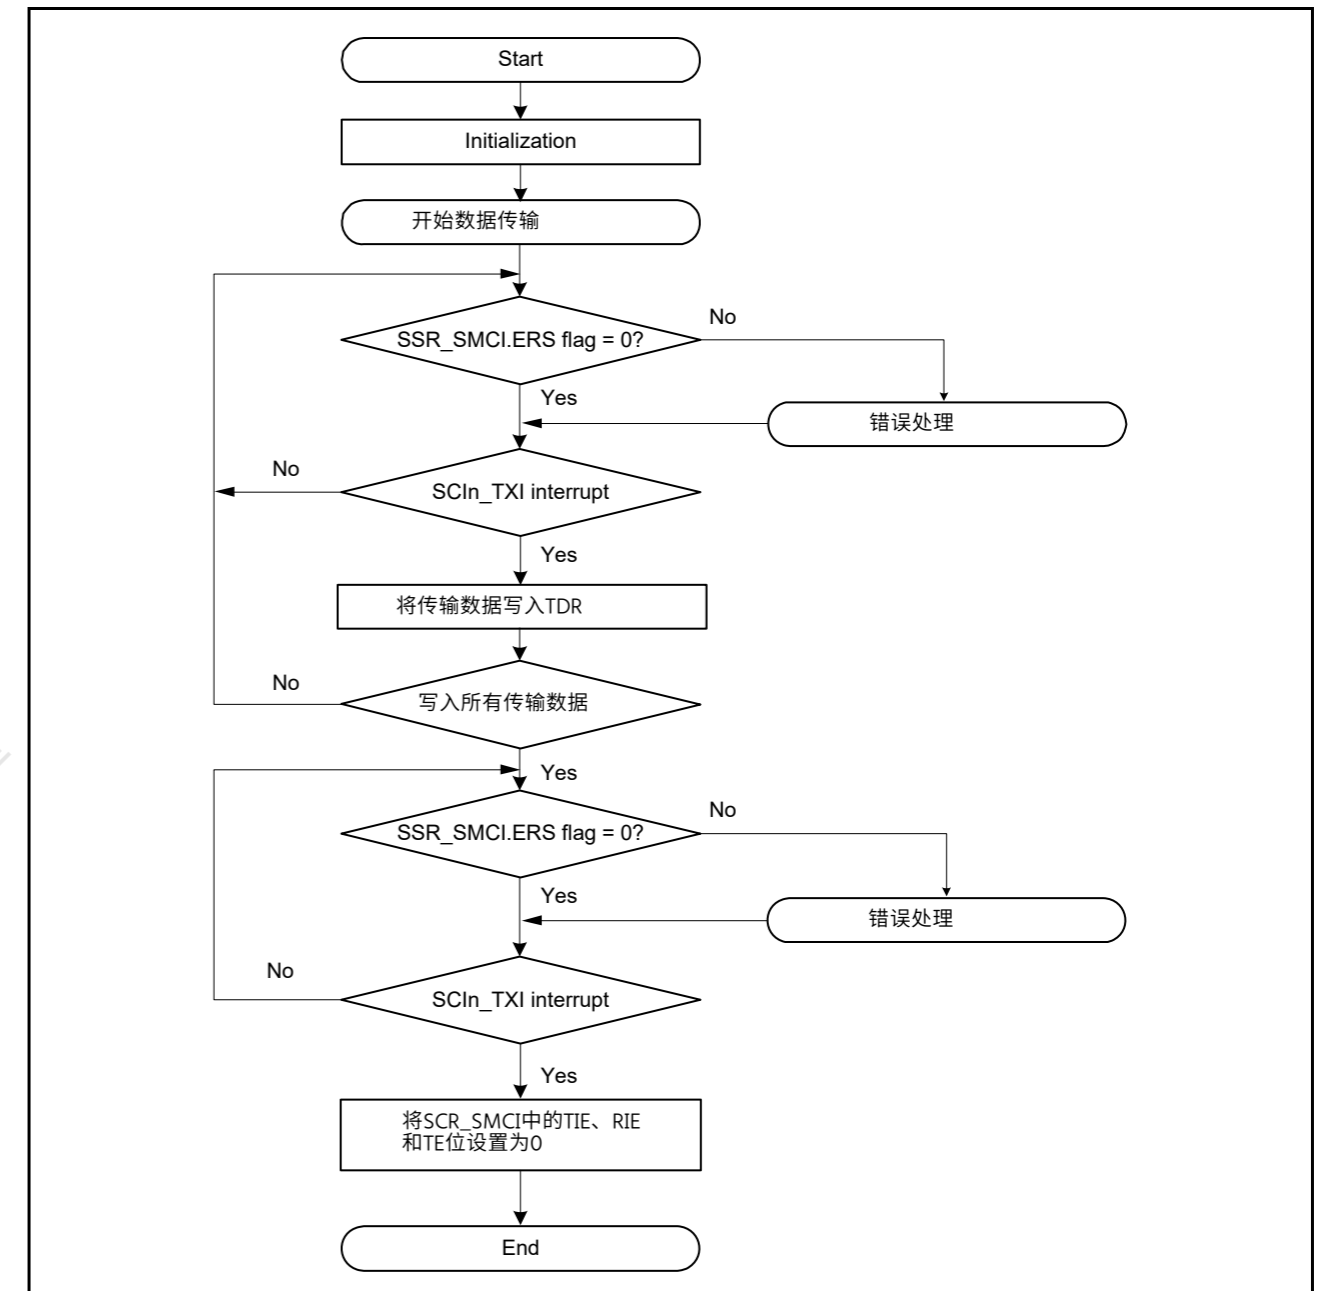 Start
Initialization
开始数据传输
SSR_SMCI.ERS flag = 0?
No
Yes
错误处理
No
SCIn_TXI interrupt
Yes
将传输数据写入TDR
No
写入所有传输数据
Yes
SSR_SMCI.ERS flag = 0?
No
Yes
错误处理
No
SCIn_TXI interrupt
Yes
将SCR_SMCI中的TIE、RIE
和TE位设置为0
End